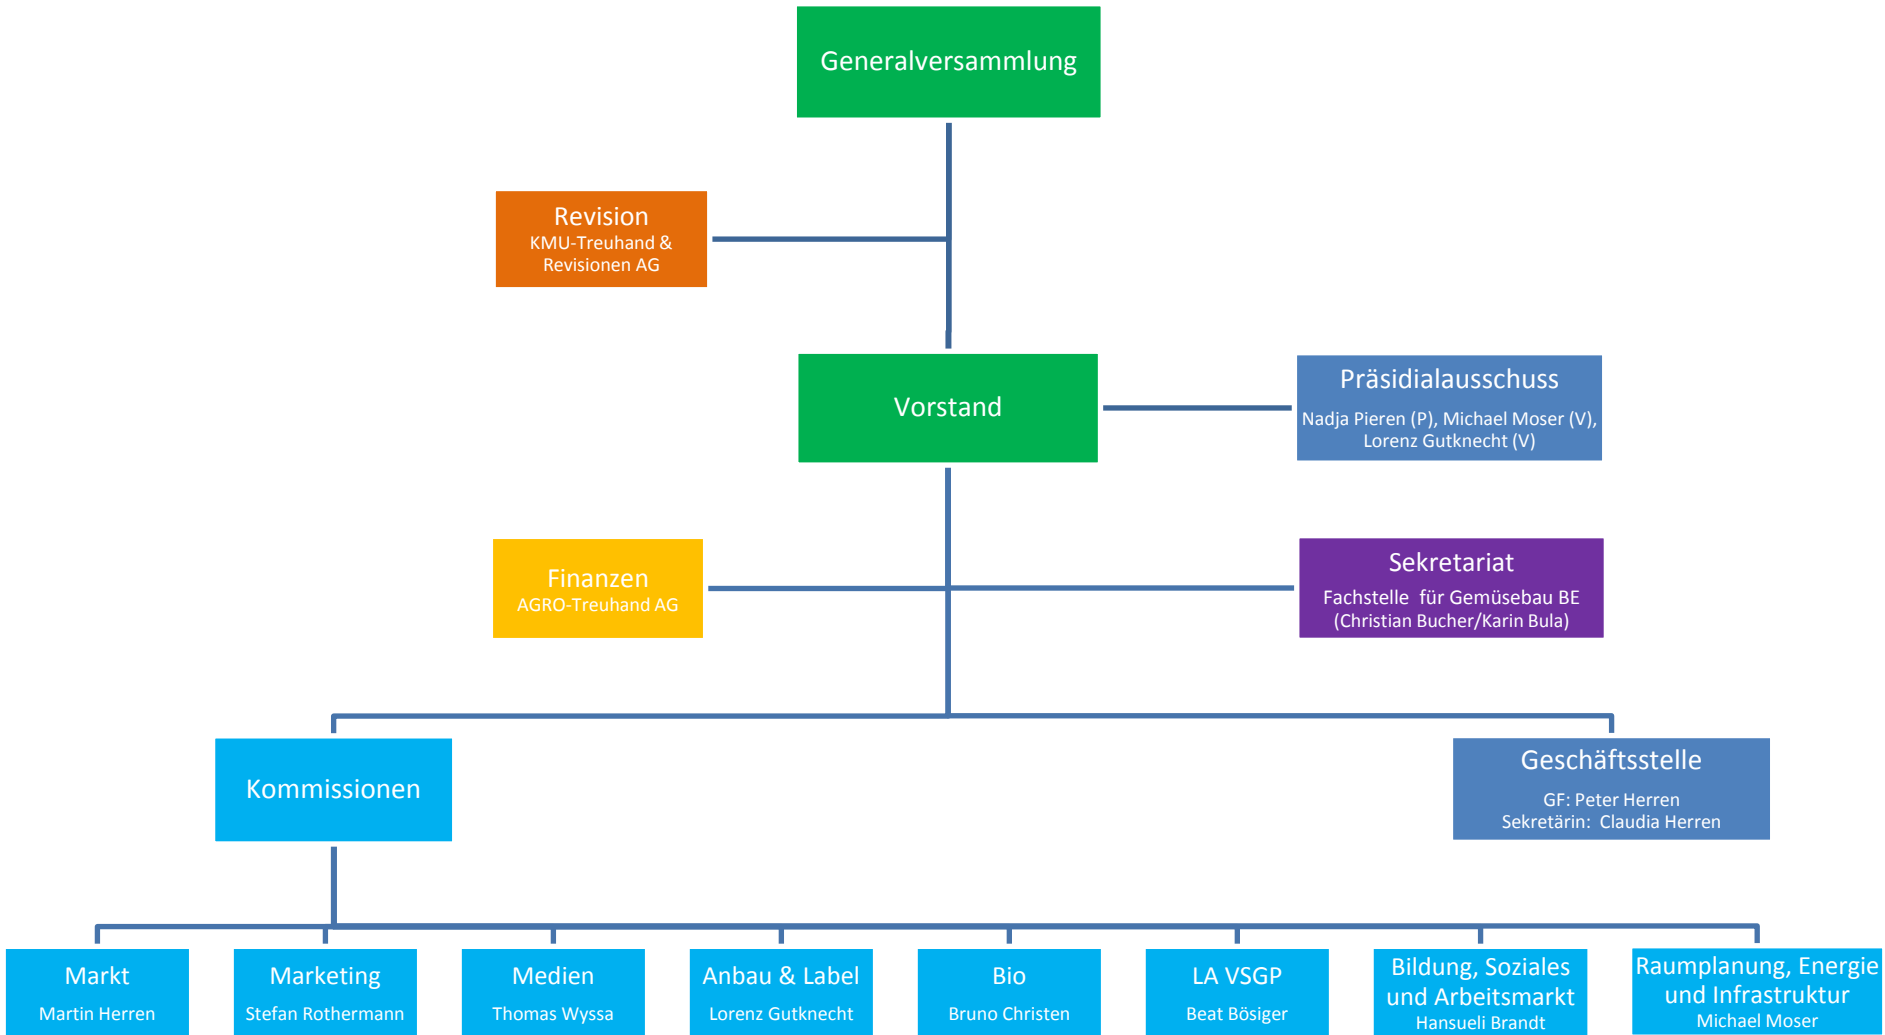 Generalversammlung
Revision
KMU-Treuhand &
Revisionen AG
Vorstand
Präsidialausschuss
Nadja Pieren (P), Michael Moser (V),
Lorenz Gutknecht (V)
Finanzen
AGRO-Treuhand AG
Sekretariat
Fachstelle für Gemüsebau BE
(Christian Bucher/Karin Bula)
Kommissionen
Geschäftsstelle
GF: Peter Herren
Sekretärin: Claudia Herren
Markt
Martin Herren
Marketing
Stefan Rothermann
Medien
Thomas Wyssa
Anbau & Label
Lorenz Gutknecht
Bio
Bruno Christen
LA VSGP
Beat Bösiger
Bildung, Soziales
und Arbeitsmarkt
Hansueli Brandt
Raumplanung, Energie
und Infrastruktur
Michael Moser